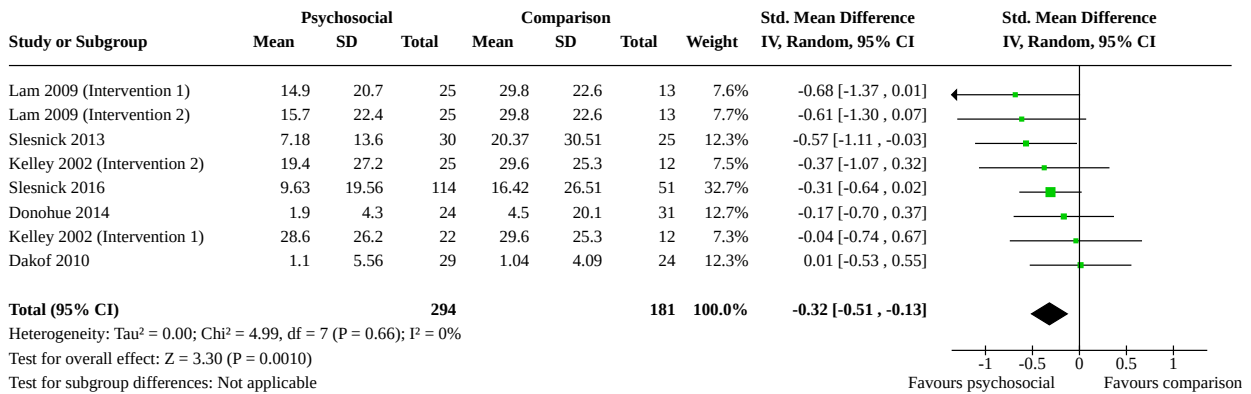 Psychosocial Comparison Std. Mean Difference Std. Mean Difference
Study or Subgroup Mean SD Total Mean SD Total Weight IV, Random, 95% CI IV, Random, 95% CI
Lam 2009 (Intervention 1) 14.9 20.7 25 29.8 22.6 13 7.6% -0.68 [-1.37 , 0.01]
Lam 2009 (Intervention 2) 15.7 22.4 25 29.8 22.6 13 7.7% -0.61 [-1.30 , 0.07]
Slesnick 2013 7.18 13.6 30 20.37 30.51 25 12.3% -0.57 [-1.11 , -0.03]
Kelley 2002 (Intervention 2) 19.4 27.2 25 29.6 25.3 12 7.5% -0.37 [-1.07 , 0.32]
Slesnick 2016 9.63 19.56 114 16.42 26.51 51 32.7% -0.31 [-0.64 , 0.02]
Donohue 2014 1.9 4.3 24 4.5 20.1 31 12.7% -0.17 [-0.70 , 0.37]
Kelley 2002 (Intervention 1) 28.6 26.2 22 29.6 25.3 12 7.3% -0.04 [-0.74 , 0.67]
Dakof 2010 1.1 5.56 29 1.04 4.09 24 12.3% 0.01 [-0.53 , 0.55]
Total (95% CI) 294 181 100.0% -0.32 [-0.51 , -0.13]
Heterogeneity: Tau² = 0.00; Chi² = 4.99, df = 7 (P = 0.66); I² = 0%
Test for overall effect: Z = 3.30 (P = 0.0010)
Test for subgroup differences: Not applicable
-1 -0.5 0 0.5 1
Favours psychosocial Favours comparison